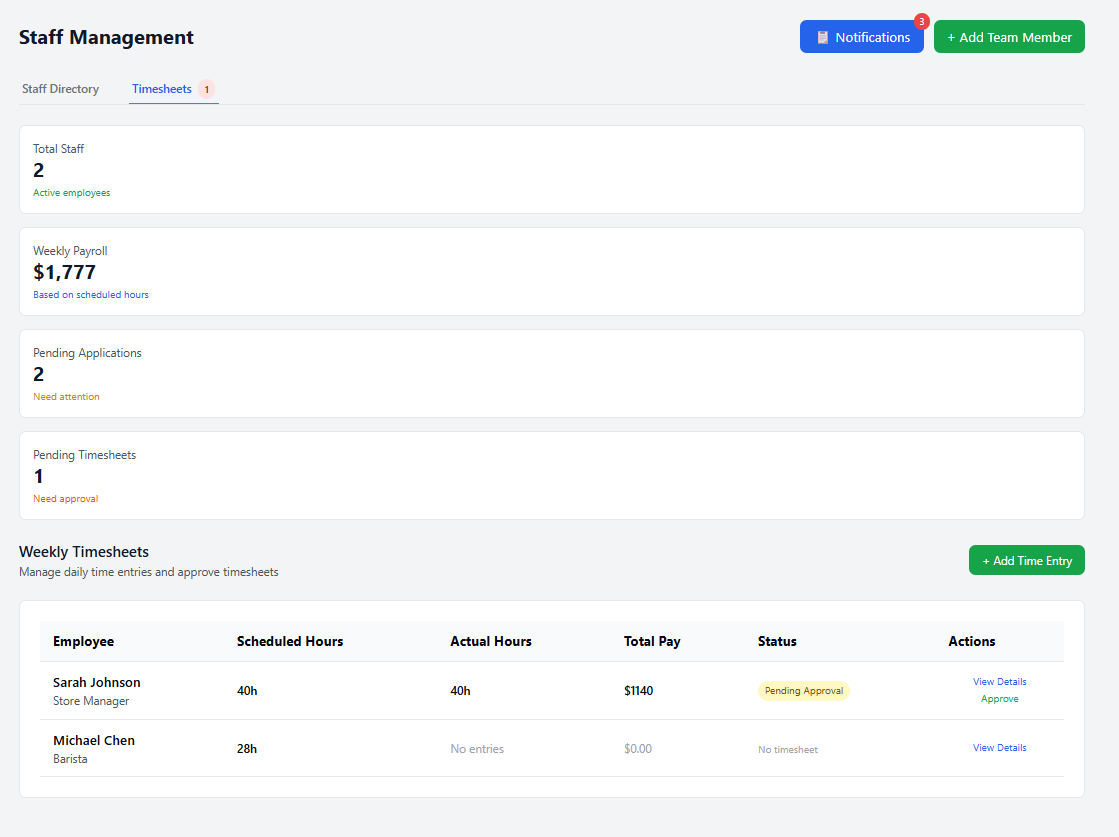 Staff Management
Notifications
3
+ Add Team Member
Staff Directory
Timesheets
1
Total Staff
2
Active employees
Weekly Payroll
$1,777
Based on scheduled hours
Pending Applications
2
Need attention
Pending Timesheets
1
Need approval
Weekly Timesheets
Manage daily time entries and approve timesheets
+ Add Time Entry
Employee Scheduled Hours Actual Hours Total Pay Status Actions
Sarah Johnson
Store Manager
40h
40h
$1140
Pending Approval
View Details
Approve
Michael Chen
Barista
28h
No entries
$0.00
No timesheet
View Details